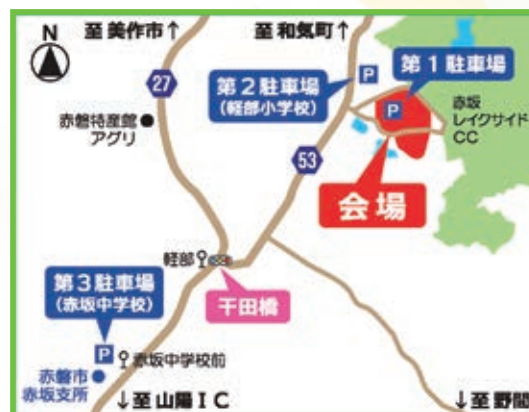 N
至美作市↑
至和気町↑
27
第2駐車場
(軽部小学校)
P
第1駐車場
P
赤磐特産館
アグリ
赤坂
レイクサイド
CC
53
会場
軽部
千田橋
第3駐車場
(赤坂中学校)
P
赤坂中学校前
赤磐市
赤坂支所
↓至山陽IC
↓至野間